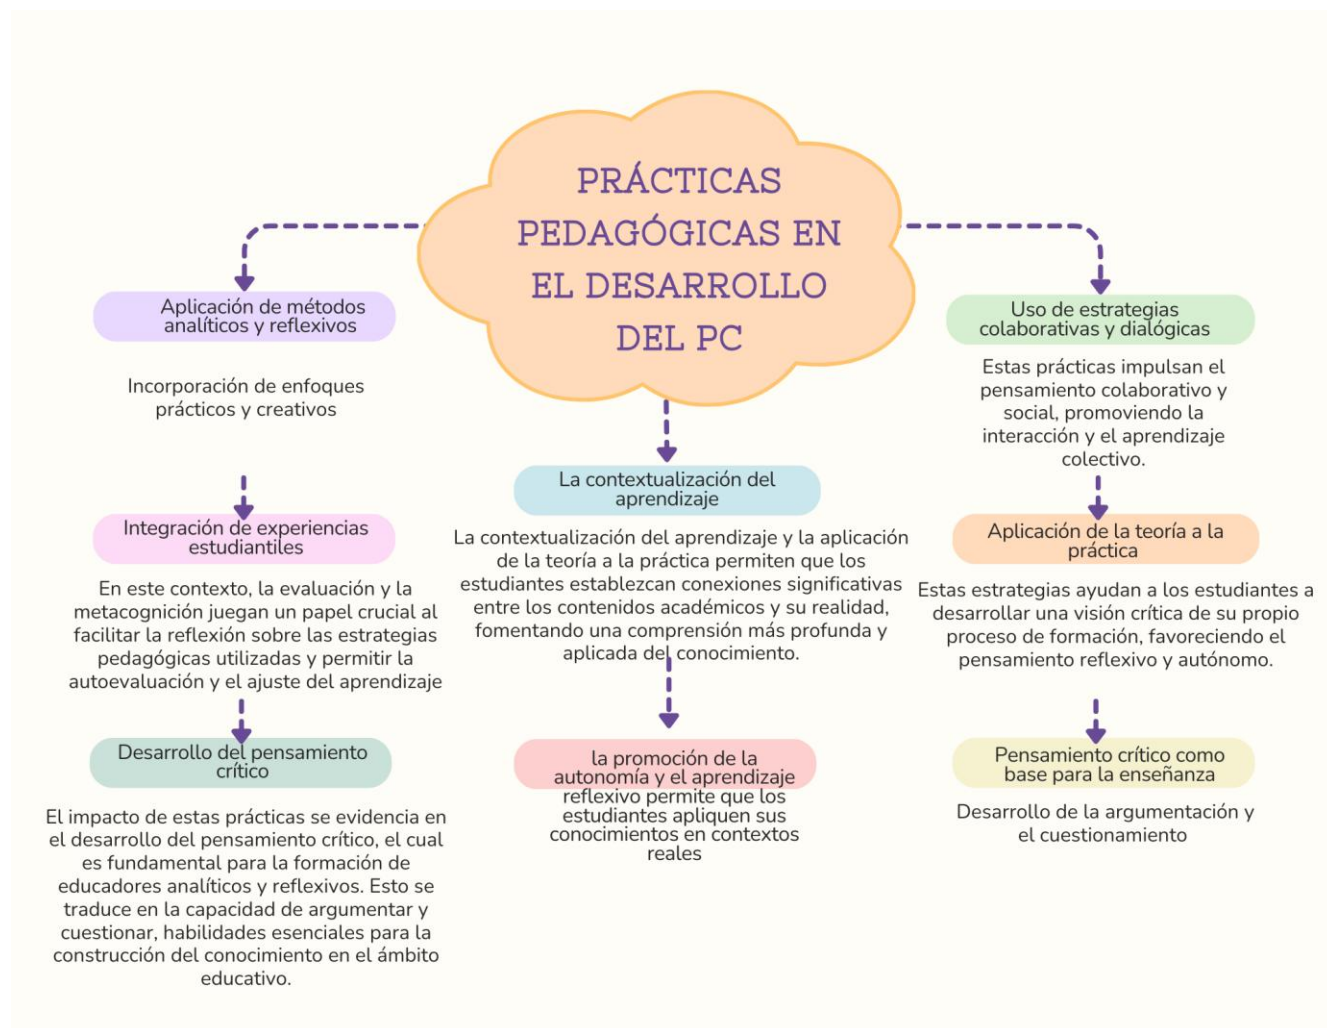 PRÁCTICAS
PEDAGÓGICAS EN
EL DESARROLLO
DEL PC
Aplicación de métodos
analíticos y reflexivos
Incorporación de enfoques
prácticos y creativos
Integración de experiencias
estudiantiles
En este contexto, la evaluación y la
metacognición juegan un papel crucial al
facilitar la reflexión sobre las estrategias
pedagógicas utilizadas y permitir la
autoevaluación y el ajuste del aprendizaje
Desarrollo del pensamiento
crítico
El impacto de estas prácticas se evidencia en
el desarrollo del pensamiento crítico, el cual
es fundamental para la formación de
educadores analíticos y reflexivos. Esto se
traduce en la capacidad de argumentar y
cuestionar, habilidades esenciales para la
construcción del conocimiento en el ámbito
educativo.
La contextualización del
aprendizaje
La contextualización del aprendizaje y la aplicación
de la teoría a la práctica permiten que los
estudiantes establezcan conexiones significativas
entre los contenidos académicos y su realidad,
fomentando una comprensión más profunda y
aplicada del conocimiento.
la promoción de la
autonomía y el aprendizaje
reflexivo permite que los
estudiantes apliquen sus
conocimientos en contextos
reales
Uso de estrategias
colaborativas y dialógicas
Estas prácticas impulsan el
pensamiento colaborativo y
social, promoviendo la
interacción y el aprendizaje
colectivo.
Aplicación de la teoría a la
práctica
Estas estrategias ayudan a los estudiantes a
desarrollar una visión crítica de su propio
proceso de formación, favoreciendo el
pensamiento reflexivo y autónomo.
Pensamiento crítico como
base para la enseñanza
Desarrollo de la argumentación y
el cuestionamiento